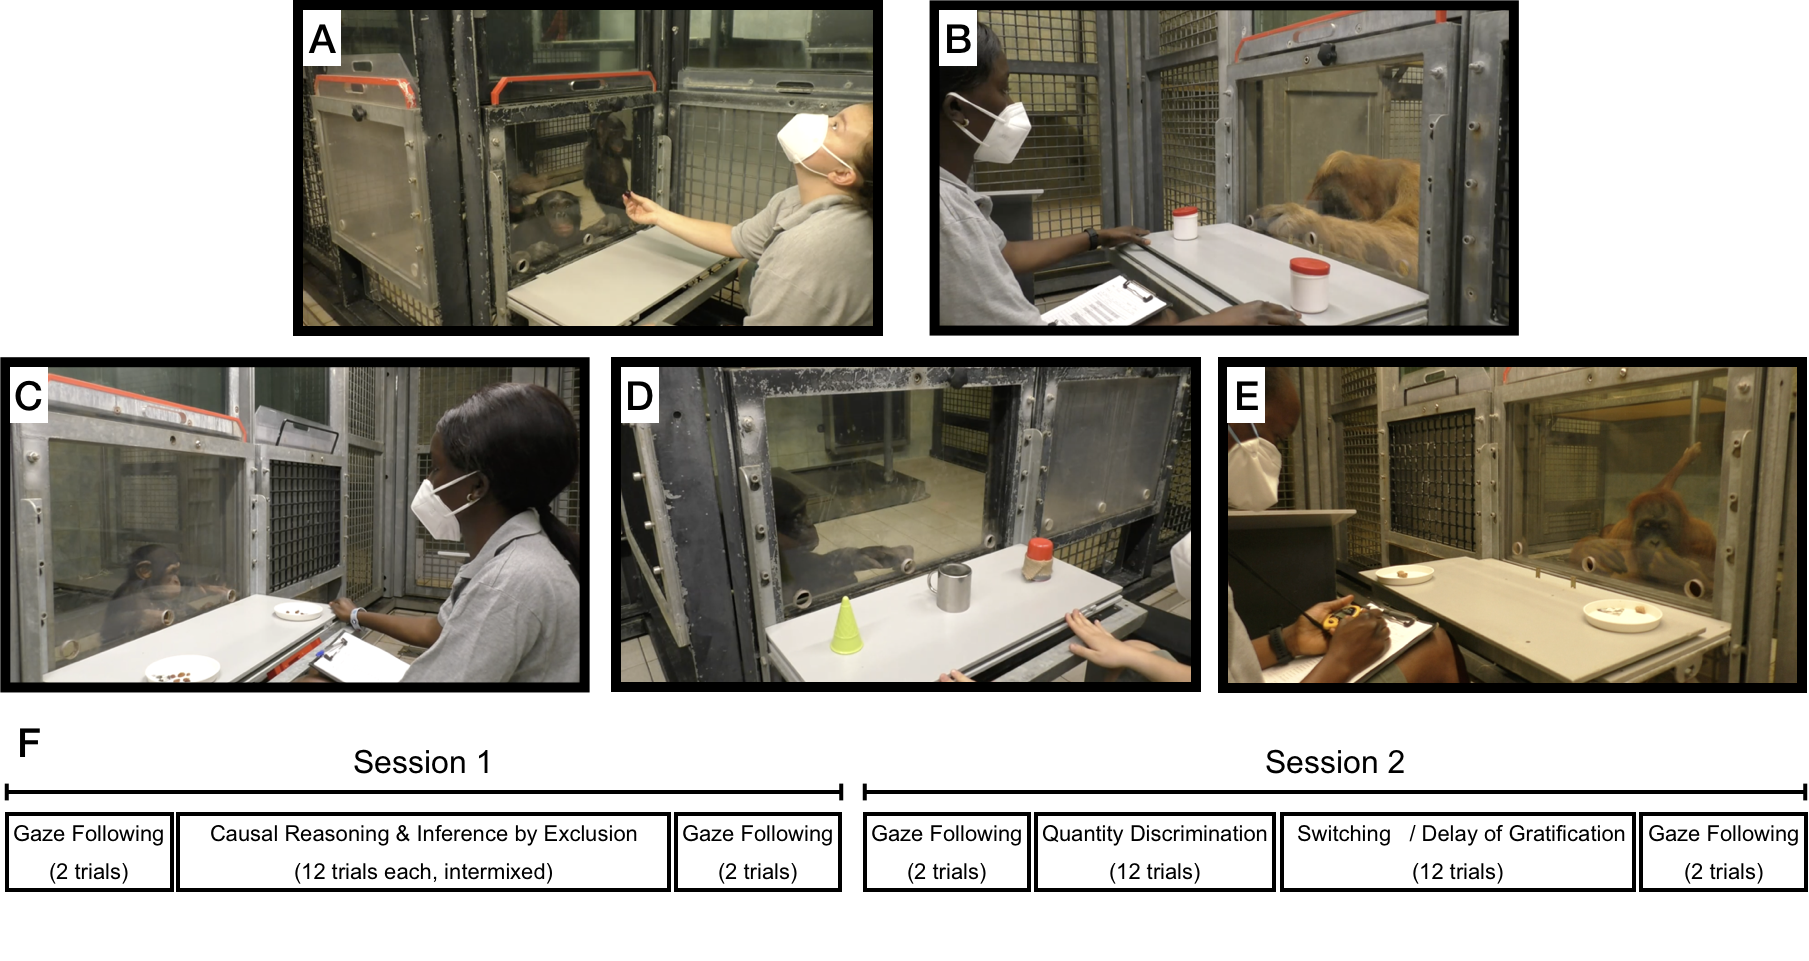 A
B
C
D
E
F
Session 1
Session 2
Gaze Following
(2 trials)
Causal Reasoning & Inference by Exclusion
(12 trials each, intermixed)
Gaze Following
(2 trials)
Gaze Following
(2 trials)
Quantity Discrimination
(12 trials)
Switching / Delay of Gratification
(12 trials)
Gaze Following
(2 trials)